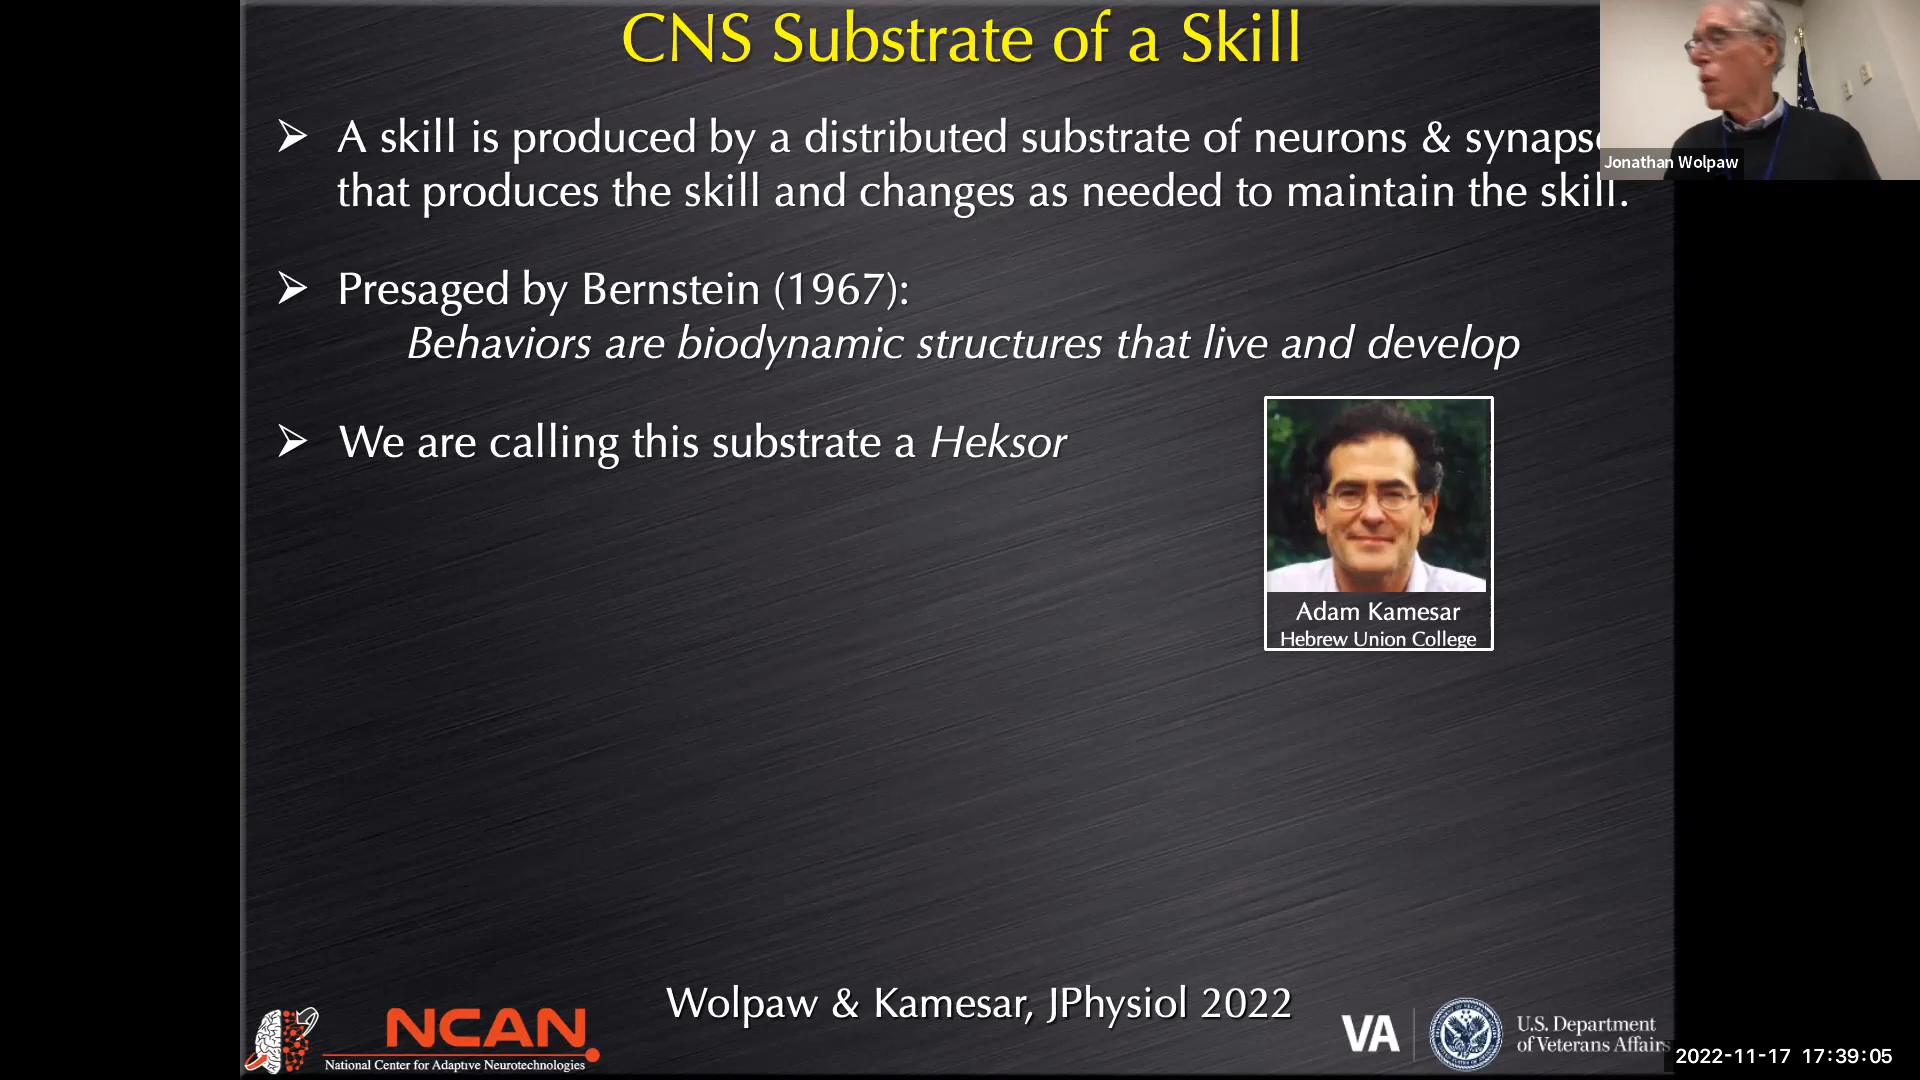 CNS Substrate of a Skill
A skill is produced by a distributed substrate of neurons & synaps
that produces the skill and changes as needed to maintain the skill.
Jonathan Wolpaw
Presaged by Bernstein (1967):
Behaviors are biodynamic structures that live and develop
We are calling this substrate a Heksor
Adam Kamesar
Hebrew Union College
Wolpaw & Kamesar, JPhysiol 2022
NCAN
National Center for Adaptive Neurotechnologies
VA
U.S. Department
of Veterans Affairs
2022-11-17 17:39:05